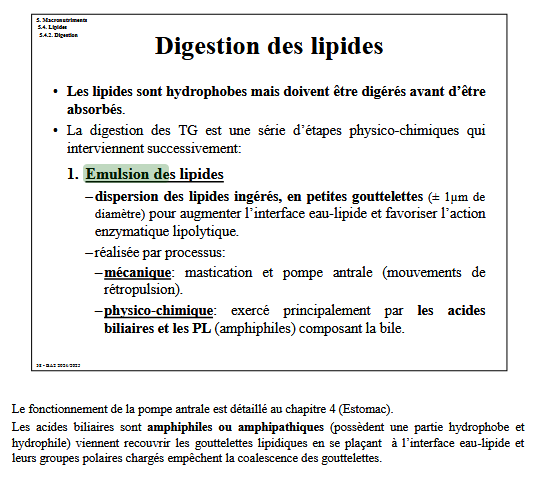 5. Macronutriments
5.4. Lipides
5.4.2. Digestion
Digestion des lipides
• Les lipides sont hydrophobes mais doivent être digérés avant d'être
absorbés.
• La digestion des TG est une série d'étapes physico-chimiques qui
interviennent successivement:
1. Emulsion des lipides
–dispersion des lipides ingérés, en petites gouttelettes (± 1µm de
diamètre) pour augmenter l'interface eau-lipide et favoriser l'action
enzymatique lipolytique.
–réalisée par processus:
–mécanique: mastication et pompe antrale (mouvements de
rétropulsion).
–physico-chimique: exercé principalement par les acides
biliaires et les PL (amphiphiles) composant la bile.
Le fonctionnement de la pompe antrale est détaillé au chapitre 4 (Estomac).
Les acides biliaires sont amphiphiles ou amphipathiques (possèdent une partie hydrophobe et
hydrophile) viennent recouvrir les gouttelettes lipidiques en se plaçant à l'interface eau-lipide et
leurs groupes polaires chargés empêchent la coalescence des gouttelettes.